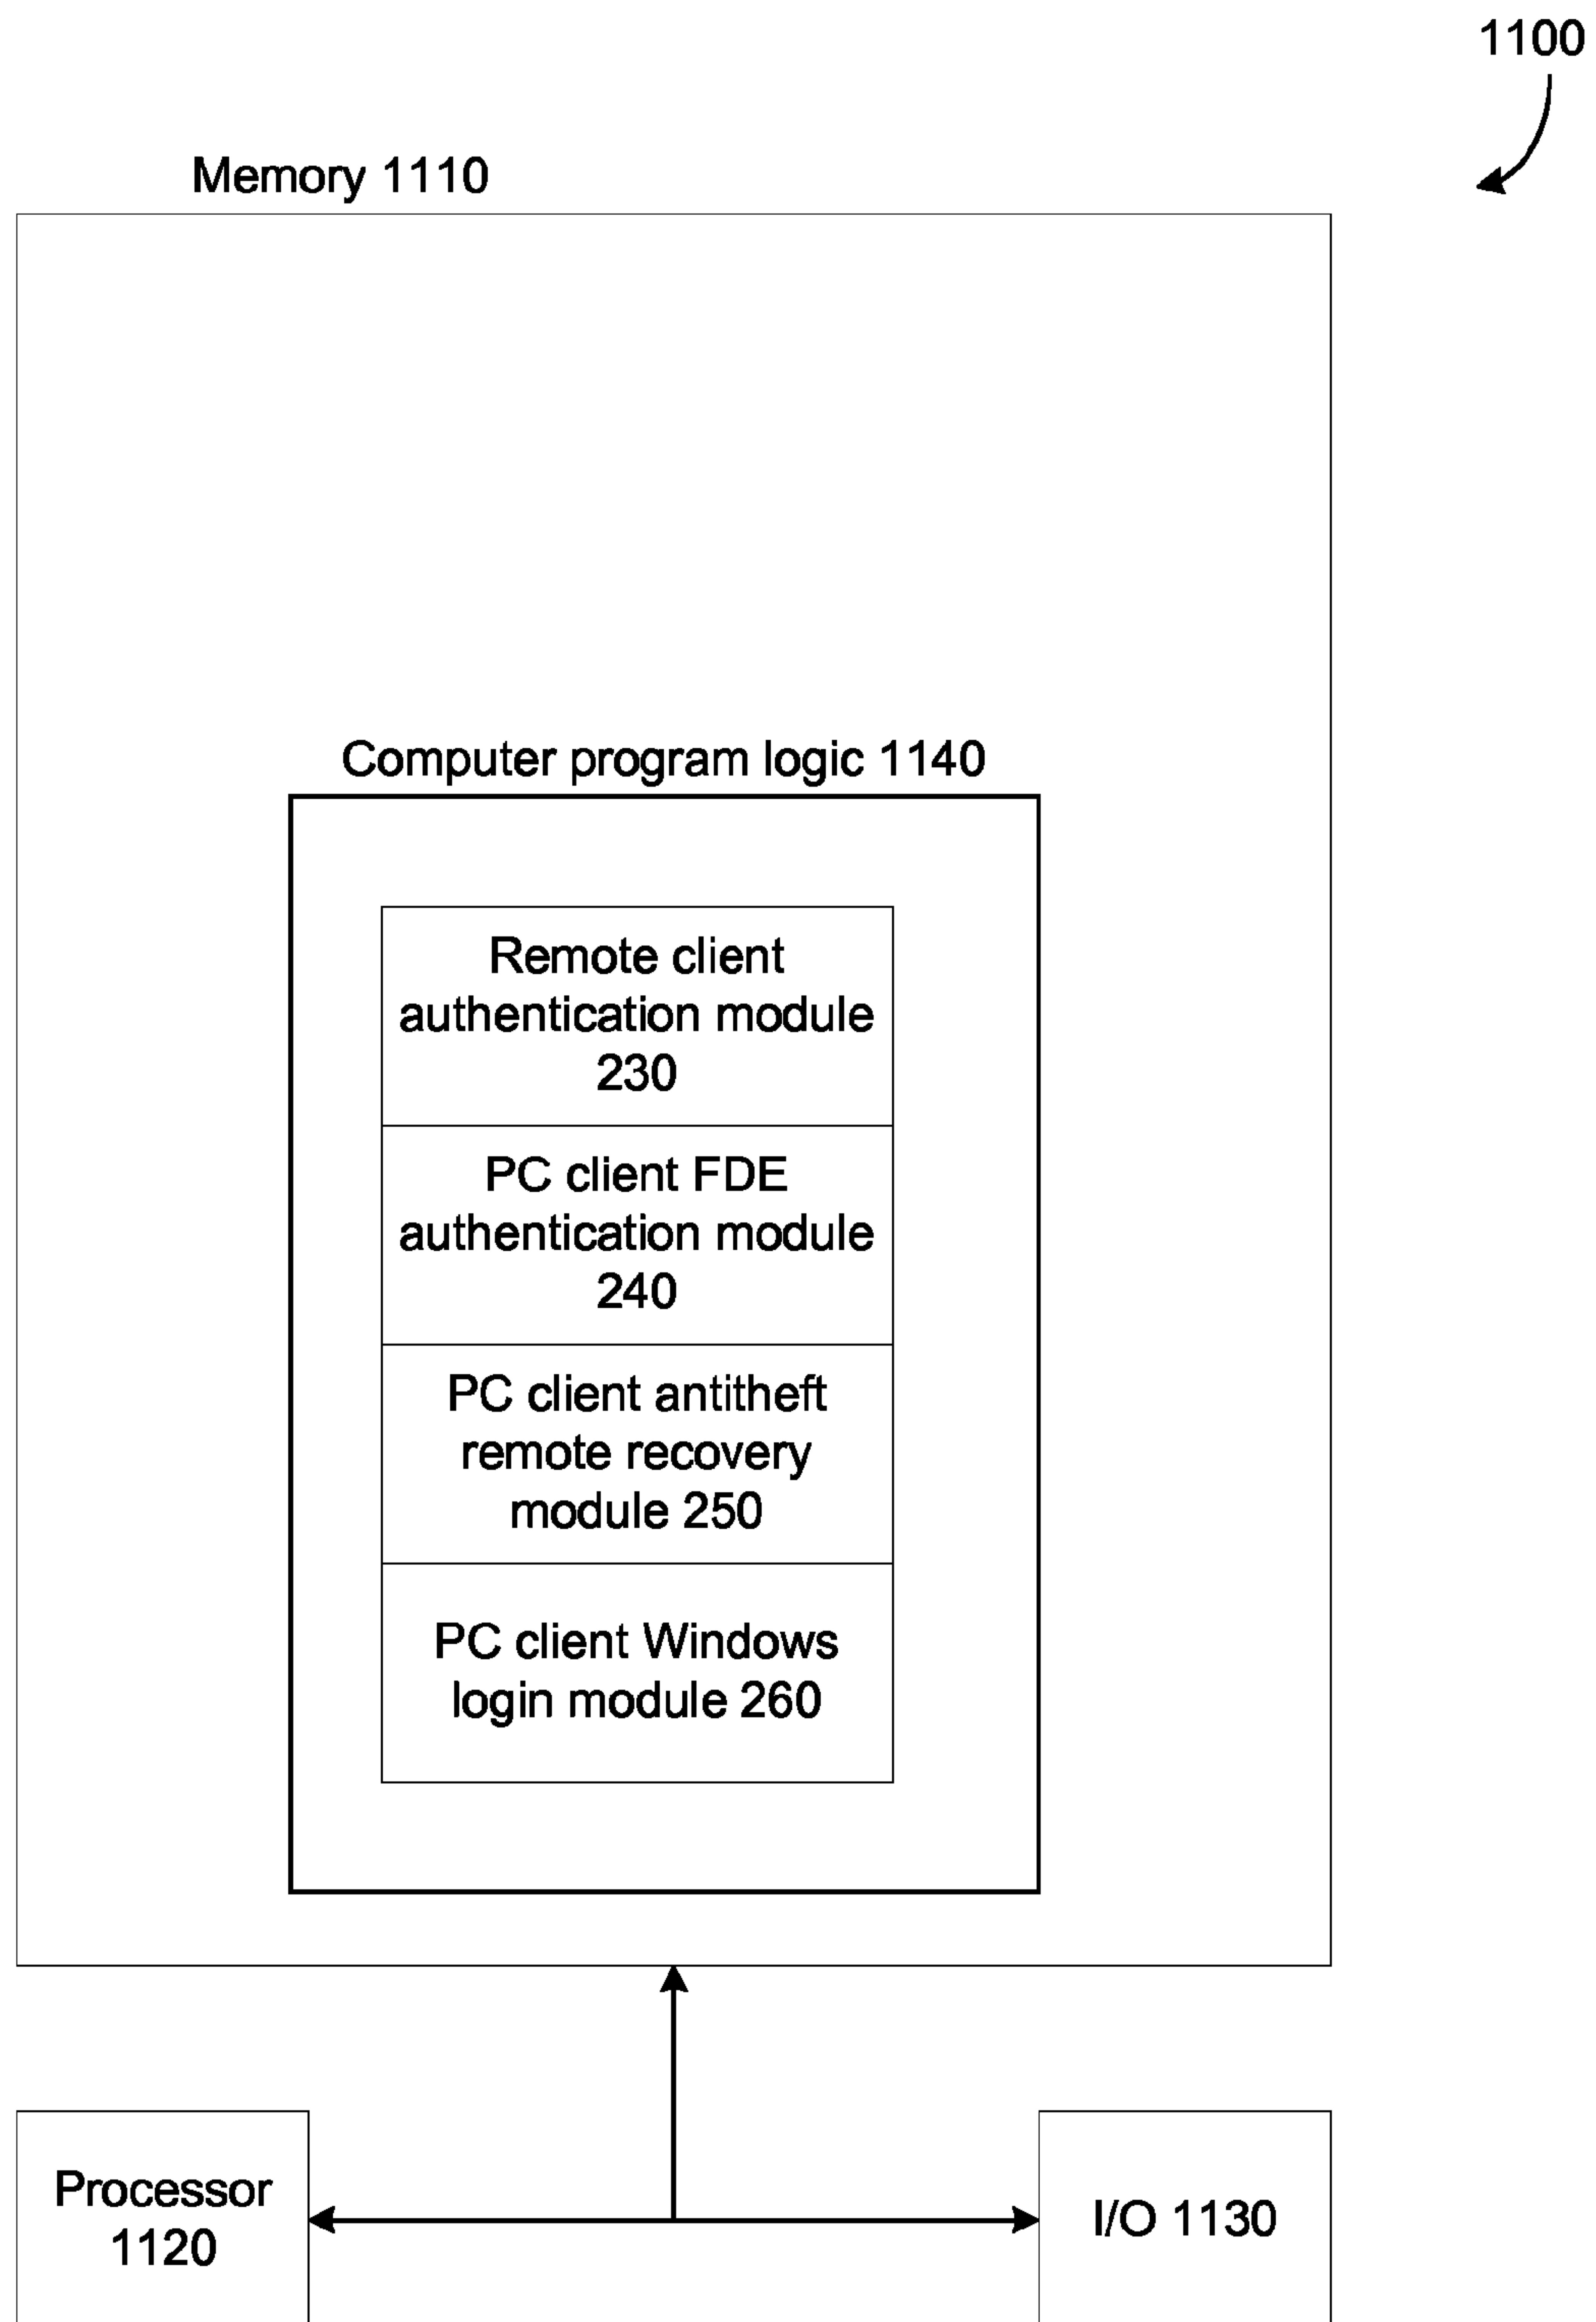 1100
Memory 1110
Computer program logic 1140
Remote client
authentication module
230
PC client FDE
authentication module
240
PC client antitheft
remote recovery
module 250
PC client Windows
login module 260
Processor
1120
I/O 1130